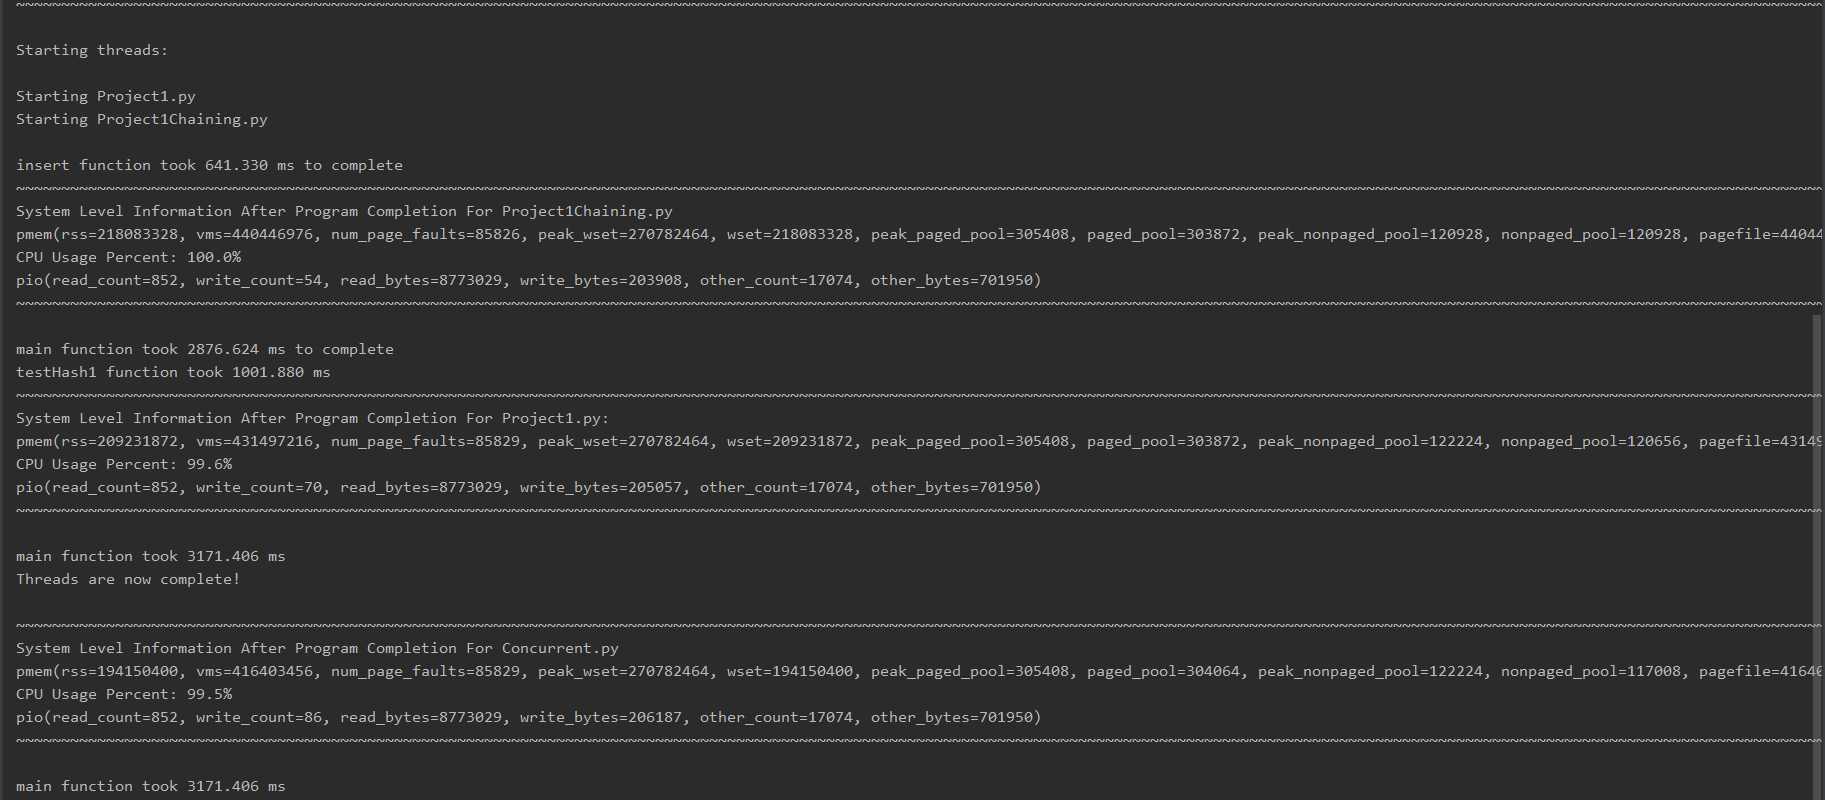 Starting threads:
Starting Project1.py
Starting Project1Chaining.py
insert function took 641.330 ms to complete
~~~~~~~~~~~~~~~~~~~~~~~~~~~~~~~~~~~~~~~~~~~~~~~~~~~~~~~~~~~~~~~~~~~~~~~~~~~~~~~~~~~~~~~~~~~~~~~~~~~~~~~~~~~~~~~~~~~~~~~~~~~~~~~~~~~~~~~~~~~~~~~~~~~~~~~~~~~~~~~~~~~~~~~~~~~~~~~~~~~~~~~~~~~~~~~~~~~~~
System Level Information After Program Completion For Project1Chaining.py
pmem(rss=218083328, vms=440446976, num_page_faults=85826, peak_wset=270782464, wset=218083328, peak_paged_pool=305408, paged_pool=303872, peak_nonpaged_pool=120928, nonpaged_pool=120928, pagefile=44044
CPU Usage Percent: 100.0%
pio(read_count=852, write_count=54, read_bytes=8773029, write_bytes=203908, other_count=17074, other_bytes=701950)
~~~~~~~~~~~~~~~~~~~~~~~~~~~~~~~~~~~~~~~~~~~~~~~~~~~~~~~~~~~~~~~~~~~~~~~~~~~~~~~~~~~~~~~~~~~~~~~~~~~~~~~~~~~~~~~~~~~~~~~~~~~~~~~~~~~~~~~~~~~~~~~~~~~~~~~~~~~~~~~~~~~~~~~~~~~~~~~~~~~~~~~~~~~~~~~~~~~~~
main function took 2876.624 ms to complete
testHash1 function took 1001.880 ms
~~~~~~~~~~~~~~~~~~~~~~~~~~~~~~~~~~~~~~~~~~~~~~~~~~~~~~~~~~~~~~~~~~~~~~~~~~~~~~~~~~~~~~~~~~~~~~~~~~~~~~~~~~~~~~~~~~~~~~~~~~~~~~~~~~~~~~~~~~~~~~~~~~~~~~~~~~~~~~~~~~~~~~~~~~~~~~~~~~~~~~~~~~~~~~~~~~~~~
System Level Information After Program Completion For Project1.py:
pmem(rss=209231872, vms=431497216, num_page_faults=85829, peak_wset=270782464, wset=209231872, peak_paged_pool=305408, paged_pool=303872, peak_nonpaged_pool=122224, nonpaged_pool=120656, pagefile=43149
CPU Usage Percent: 99.6%
pio(read_count=852, write_count=70, read_bytes=8773029, write_bytes=205057, other_count=17074, other_bytes=701950)
~~~~~~~~~~~~~~~~~~~~~~~~~~~~~~~~~~~~~~~~~~~~~~~~~~~~~~~~~~~~~~~~~~~~~~~~~~~~~~~~~~~~~~~~~~~~~~~~~~~~~~~~~~~~~~~~~~~~~~~~~~~~~~~~~~~~~~~~~~~~~~~~~~~~~~~~~~~~~~~~~~~~~~~~~~~~~~~~~~~~~~~~~~~~~~~~~~~~~
main function took 3171.406 ms
Threads are now complete!
~~~~~~~~~~~~~~~~~~~~~~~~~~~~~~~~~~~~~~~~~~~~~~~~~~~~~~~~~~~~~~~~~~~~~~~~~~~~~~~~~~~~~~~~~~~~~~~~~~~~~~~~~~~~~~~~~~~~~~~~~~~~~~~~~~~~~~~~~~~~~~~~~~~~~~~~~~~~~~~~~~~~~~~~~~~~~~~~~~~~~~~~~~~~~~~~~~~~~
System Level Information After Program Completion For Concurrent.py
pmem(rss=194150400, vms=416403456, num_page_faults=85829, peak_wset=270782464, wset=194150400, peak_paged_pool=305408, paged_pool=304064, peak_nonpaged_pool=122224, nonpaged_pool=117008, pagefile=41640
CPU Usage Percent: 99.5%
pio(read_count=852, write_count=86, read_bytes=8773029, write_bytes=206187, other_count=17074, other_bytes=701950)
~~~~~~~~~~~~~~~~~~~~~~~~~~~~~~~~~~~~~~~~~~~~~~~~~~~~~~~~~~~~~~~~~~~~~~~~~~~~~~~~~~~~~~~~~~~~~~~~~~~~~~~~~~~~~~~~~~~~~~~~~~~~~~~~~~~~~~~~~~~~~~~~~~~~~~~~~~~~~~~~~~~~~~~~~~~~~~~~~~~~~~~~~~~~~~~~~~~~~
main function took 3171.406 ms